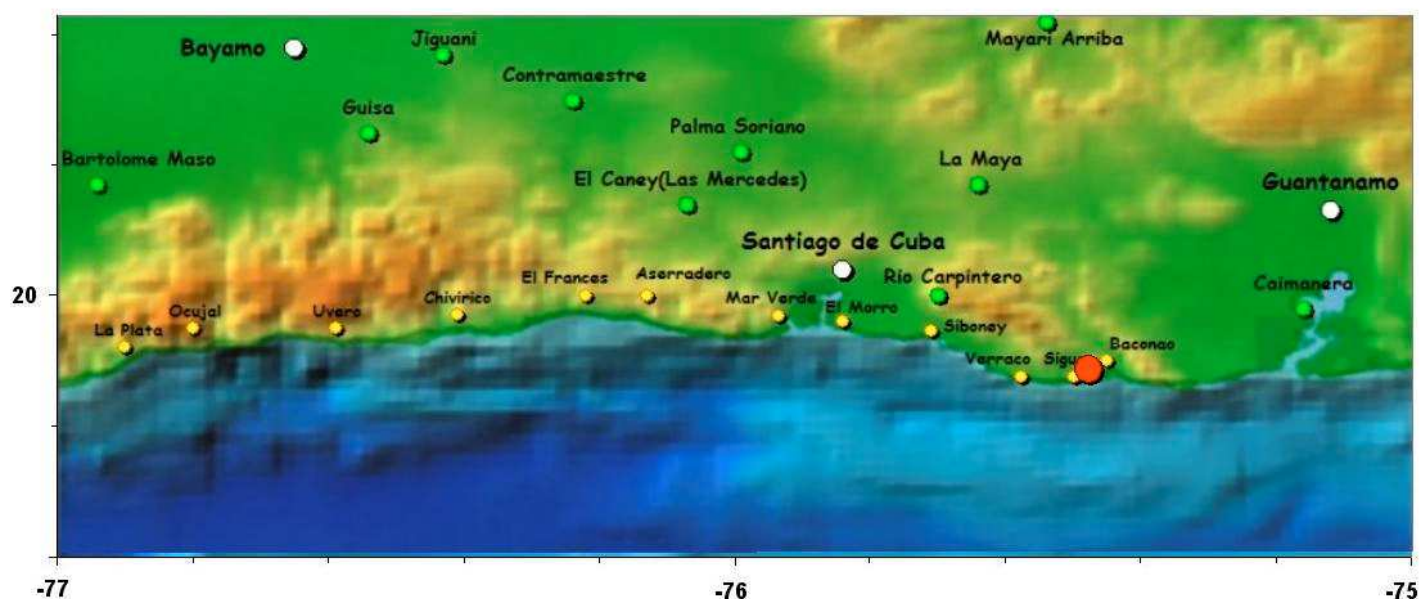 Bayamo
Jiguani
Mayari Arriba
Contramaestre
Guisa
Palma Soriano
Bartolome Maso
La Maya
El Caney(Las Mercedes)
Guantanamo
Santiago de Cuba
El Frances
Aserradero
Rio Carpintero
Caimanera
20
Chivirico
Mar Verde
Ocujal
Uvero
El Morro
La Plata
Siboney
Baconao
Verraco
-77
-76
-75